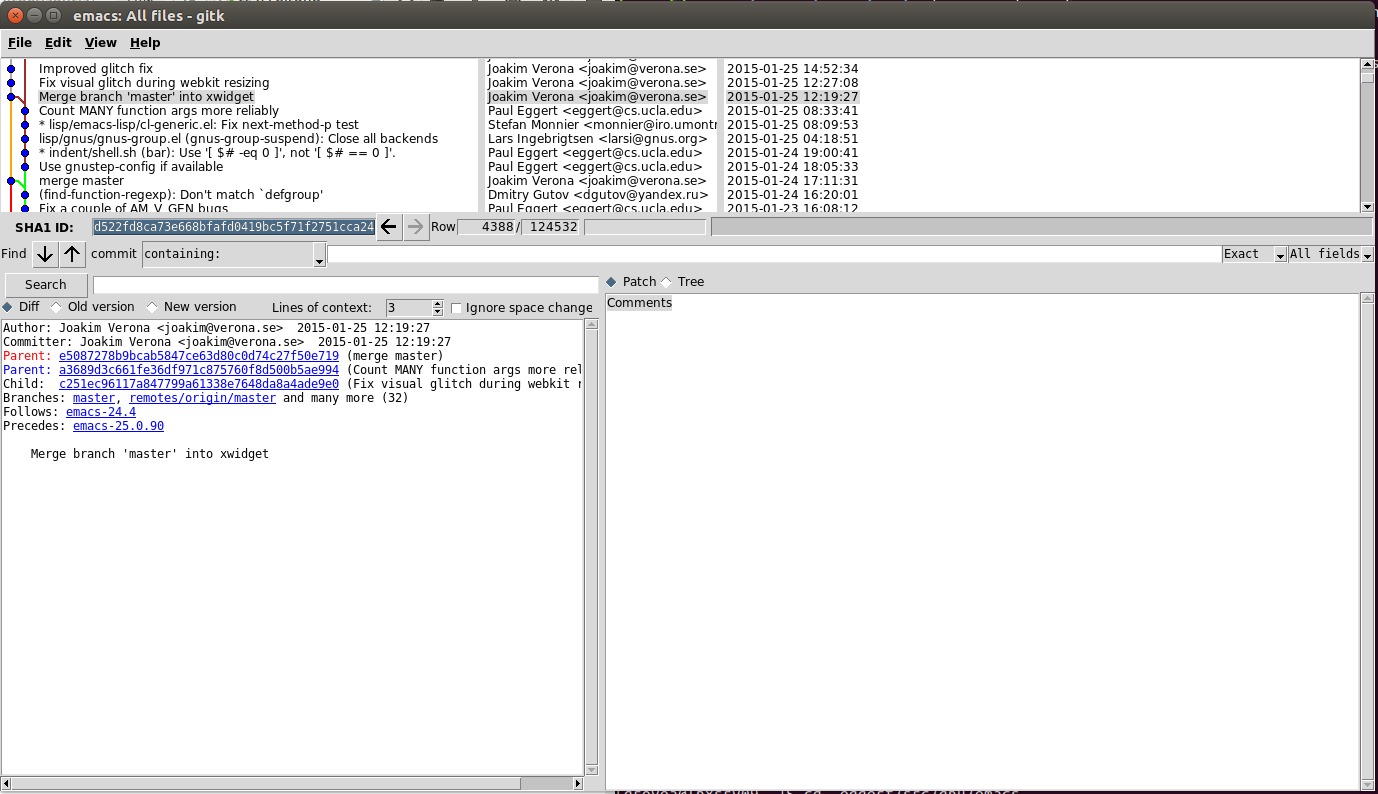 emacs: All files - gitk
File Edit View Help
Improved glitch fix Joakim Verona <joakim@verona.se> 2015-01-25 14:52:34
Fix visual glitch during webkit resizing Joakim Verona <joakim@verona.se> 2015-01-25 12:27:08
Merge branch 'master' into xwidget Joakim Verona <joakim@verona.se> 2015-01-25 12:19:27
Count MANY function args more reliably Paul Eggert <eggert@cs.ucla.edu> 2015-01-25 08:33:41
* lisp/emacs-lisp/cl-generic.el: Fix next-method-p test Stefan Monnier <monnier@iro.umontr 2015-01-25 08:09:53
lisp/gnus/gnus-group.el (gnus-group-suspend): Close all backends Lars Ingebrigtsen <larsi@gnus.org> 2015-01-25 04:18:51
* indent/shell.sh (bar): Use '[ $# -eq 0 ]', not '[ $# == 0 ]'. Paul Eggert <eggert@cs.ucla.edu> 2015-01-24 19:00:41
Use gnustep-config if available Paul Eggert <eggert@cs.ucla.edu> 2015-01-24 18:05:33
merge master Joakim Verona <joakim@verona.se> 2015-01-24 17:11:31
(find-function-regexp): Don't match `defgroup' Dmitry Gutov <dgutov@yandex.ru> 2015-01-24 16:20:01
Fix a couple of AM_V_GEN bugs Paul Eggert <eggert@cs.ucla.edu> 2015-01-23 16:08:12
SHA1 ID: d522fd8ca73e668bfafd0419bc5f71f2751cca24 Row 4388 / 124532
Find commit containing: Exact All fields
Search
Patch Tree
Diff Old version New version Lines of context: 3 Ignore space change
Comments
Author: Joakim Verona <joakim@verona.se> 2015-01-25 12:19:27
Committer: Joakim Verona <joakim@verona.se> 2015-01-25 12:19:27
Parent: e5087278b9bcab5847ce63d80c0d74c27f50e719 (merge master)
Parent: a3689d3c661fe36df971c875760f8d500b5ae994 (Count MANY function args more rel
Child: c251ec96117a847799a61338e7648da8a4ade9e0 (Fix visual glitch during webkit r
Branches: master, remotes/origin/master and many more (32)
Follows: emacs-24.4
Precedes: emacs-25.0.90
Merge branch 'master' into xwidget